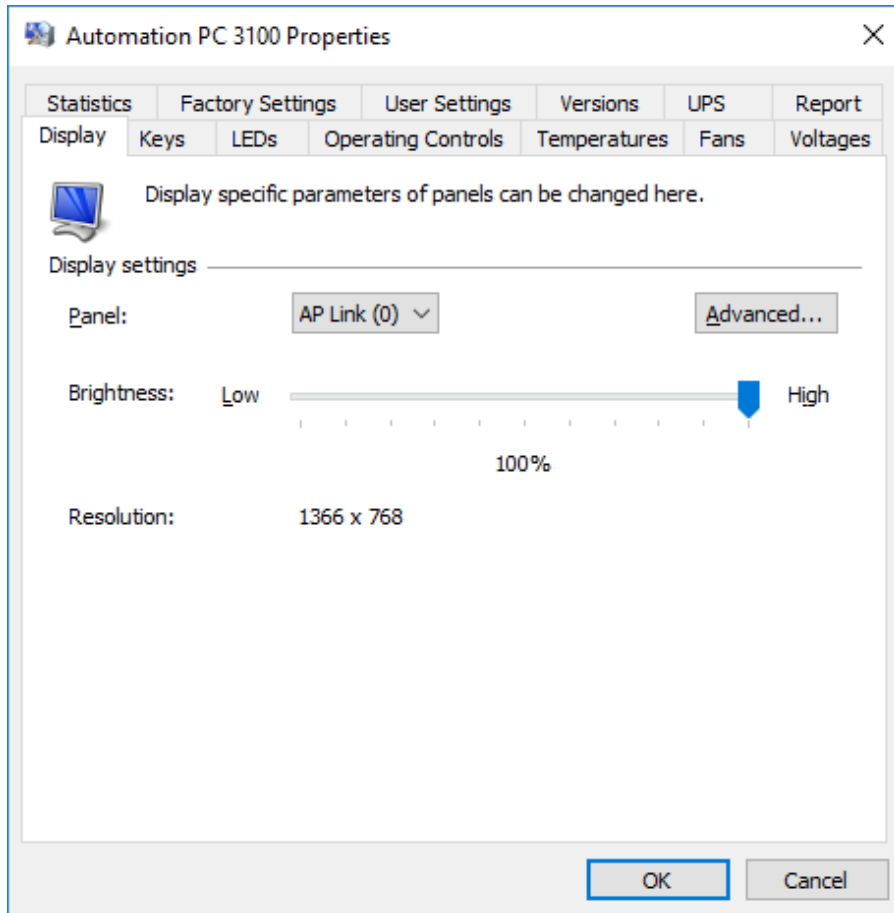 Automation PC 3100 Properties
Statistics Factory Settings User Settings Versions UPS Report
Display Keys LEDs Operating Controls Temperatures Fans Voltages
Display specific parameters of panels can be changed here.
Display settings
Panel: AP Link (0) Advanced...
Brightness: Low High
100%
Resolution: 1366 x 768
OK Cancel